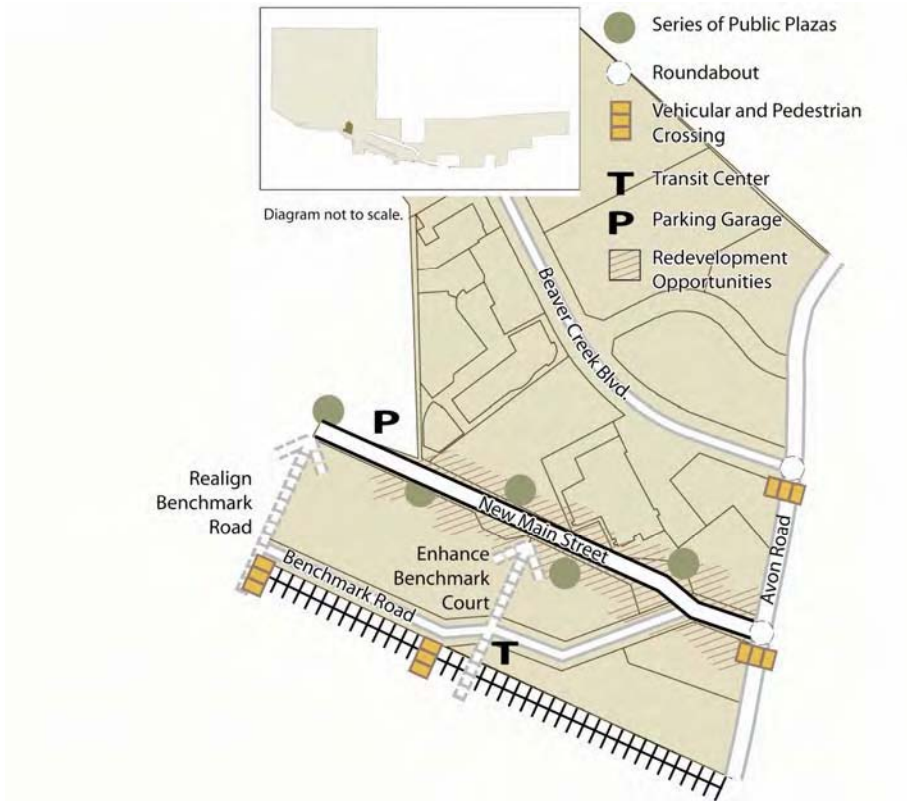 Series of Public Plazas
Roundabout
Vehicular and Pedestrian
Crossing
T
Transit Center
P
Parking Garage
Redevelopment
Opportunities
Diagram not to scale.
Beaver Creek Blvd.
P
Realign
Benchmark
Road
New Main Street
Enhance
Benchmark
Court
Avon Road
Benchmark Road
T